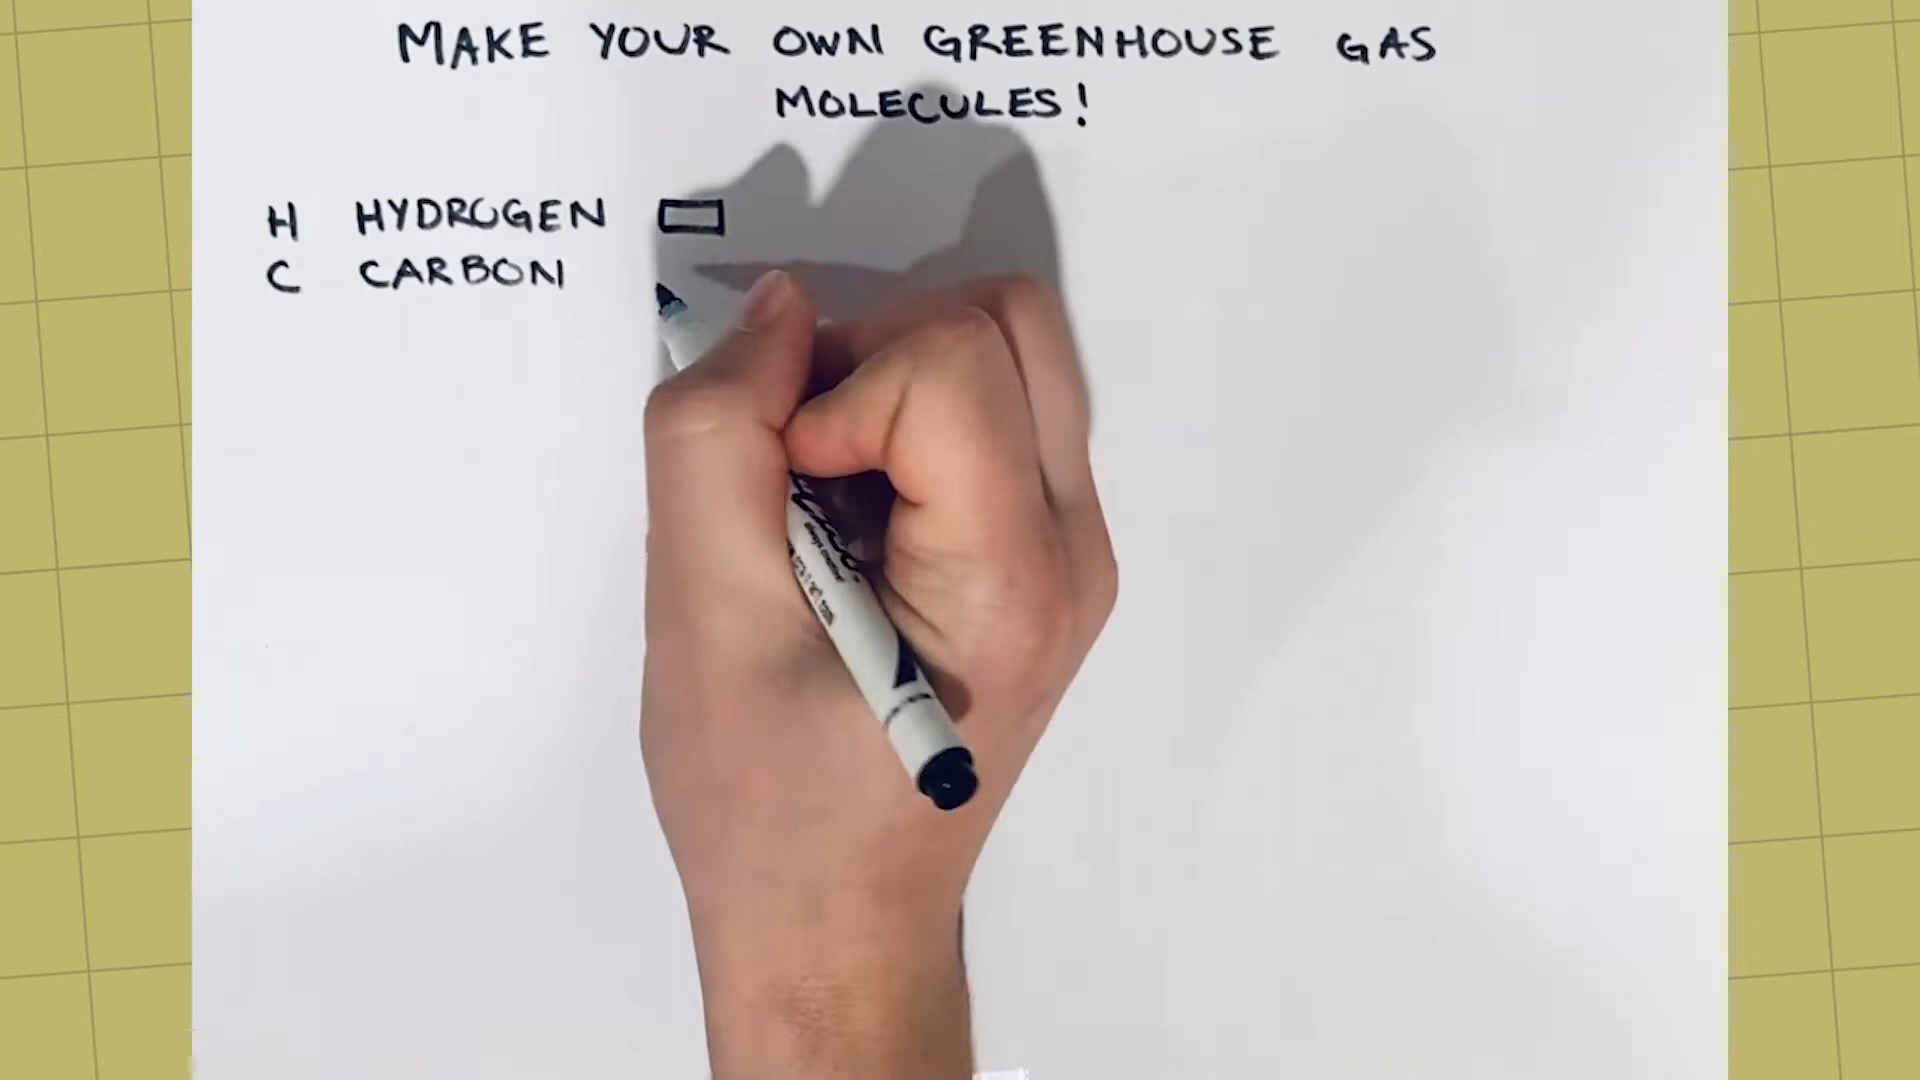 MAKE YOUR OWN GREENHOUSE GAS
MOLECULES!
H HYDROGEN
C CARBON